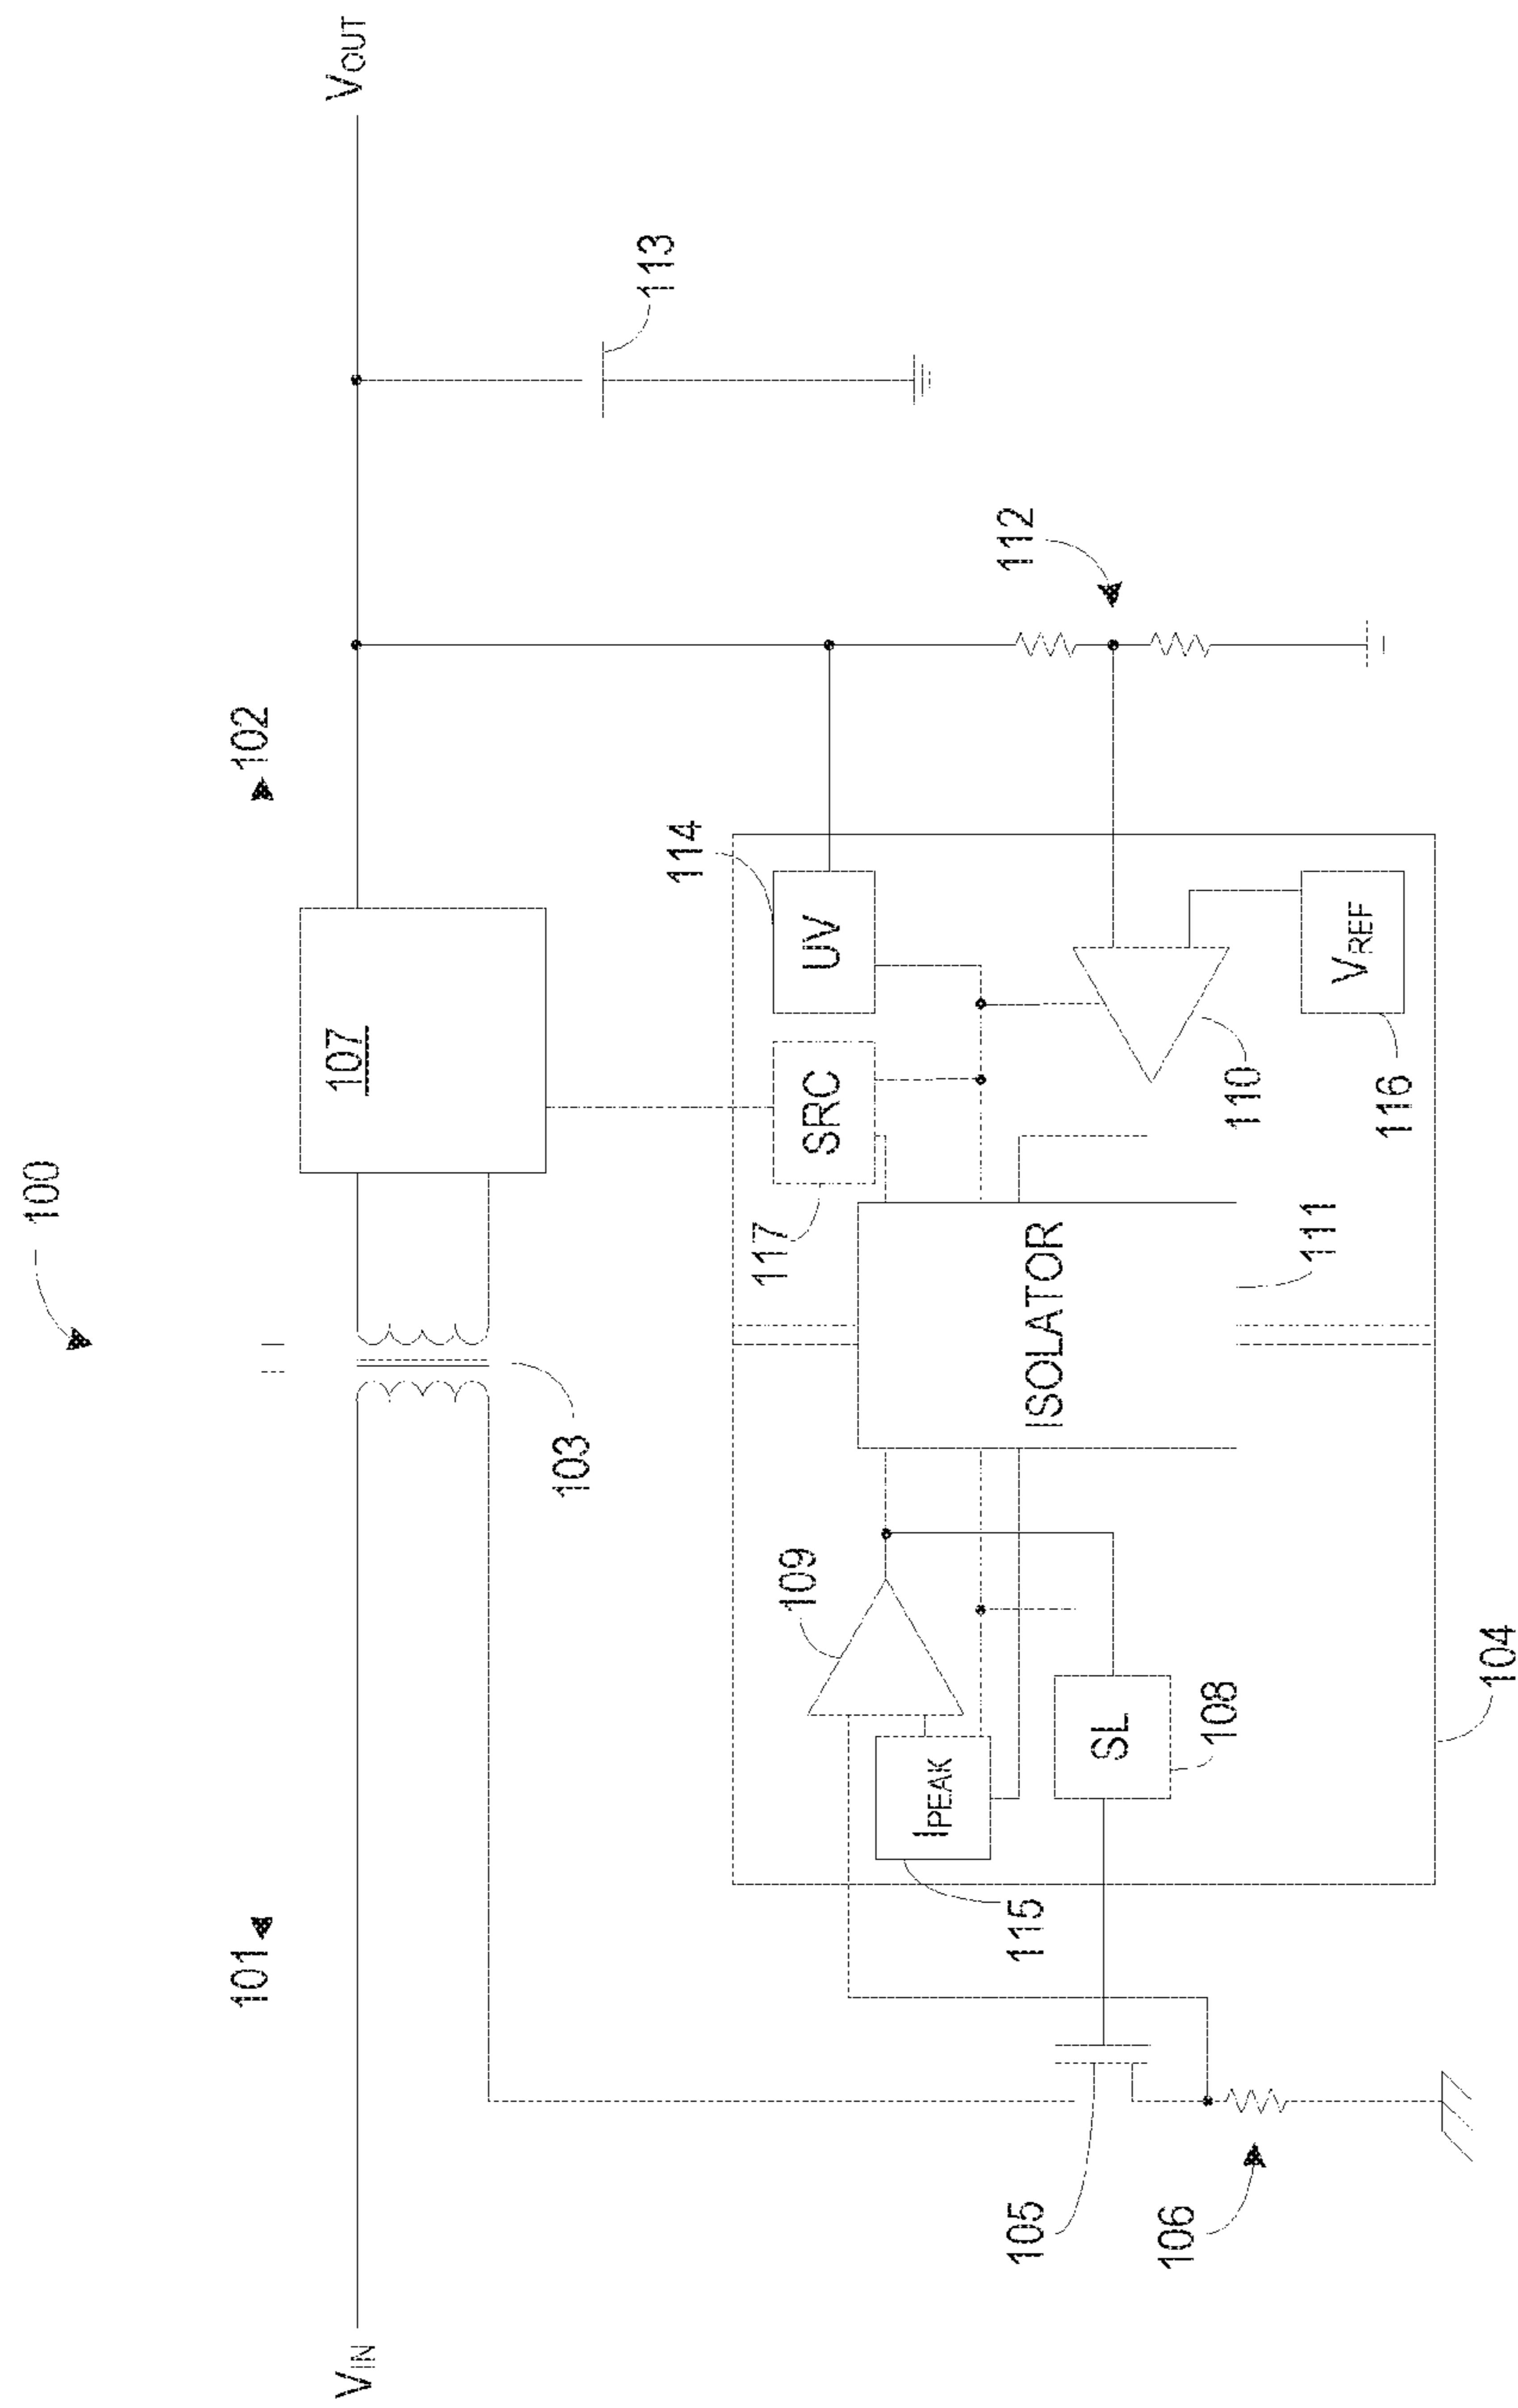 100
101
102
V_IN
V_OUT
107
103
113
114
UV
SRC
117
112
109
I_PEAK
115
ISOLATOR
111
SL
108
110
V_REF
116
105
106
104